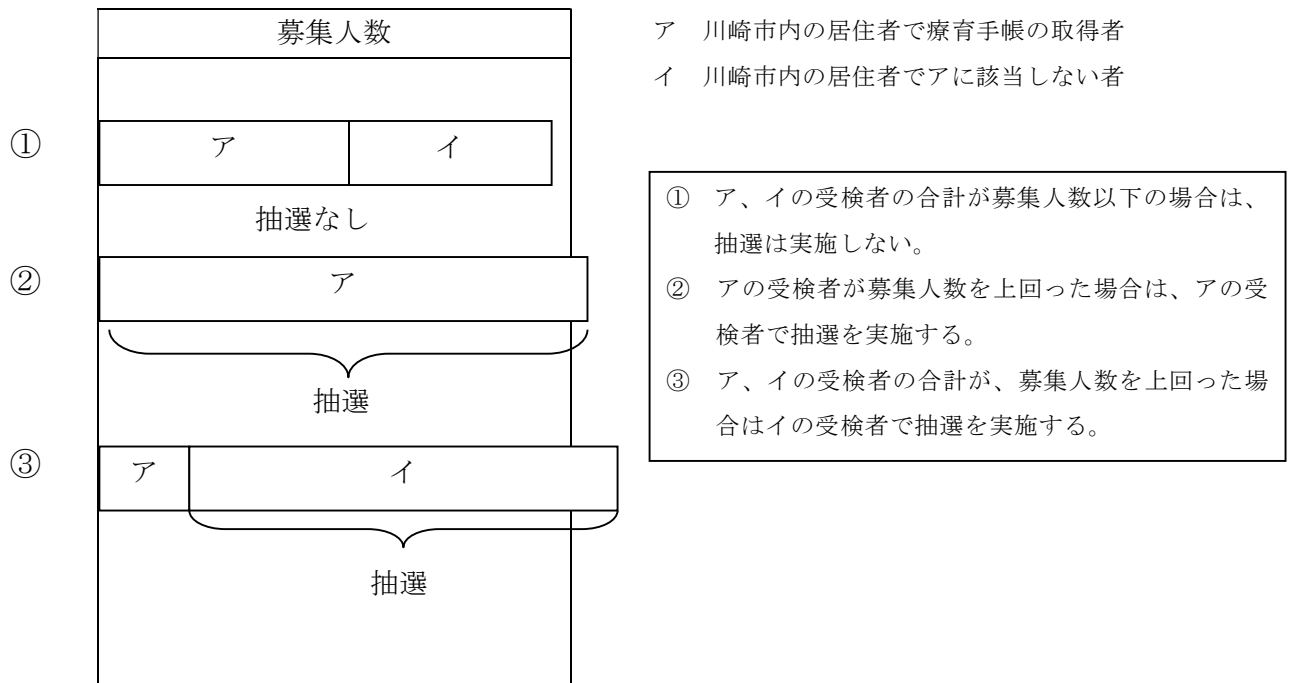 募集人数
ア　川崎市内の居住者で療育手帳の取得者
イ　川崎市内の居住者でアに該当しない者
①
ア
イ
抽選なし
②
ア
抽選
③
ア
イ
抽選
①　ア、イの受検者の合計が募集人数以下の場合は、
抽選は実施しない。
②　アの受検者が募集人数を上回った場合は、アの受
検者で抽選を実施する。
③　ア、イの受検者の合計が、募集人数を上回った場
合はイの受検者で抽選を実施する。